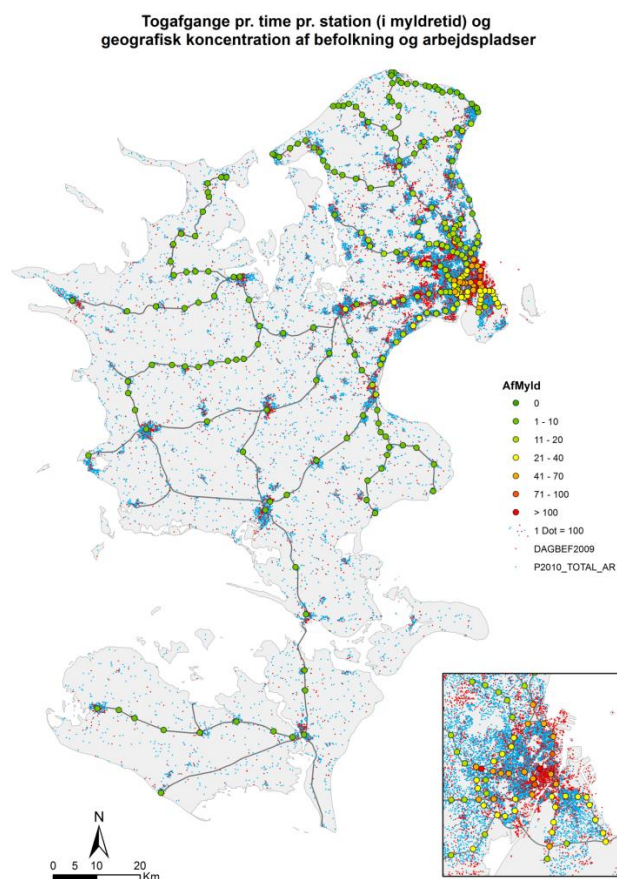 Togafgange pr. time pr. station (i myldretid) og
geografisk koncentration af befolkning og arbejdspladser
AfMyld
0
1 - 10
11 - 20
21 - 40
41 - 70
71 - 100
> 100
1 Dot = 100
DAGBEF2009
P2010_TOTAL_AR
N
0 5 10 20
Km